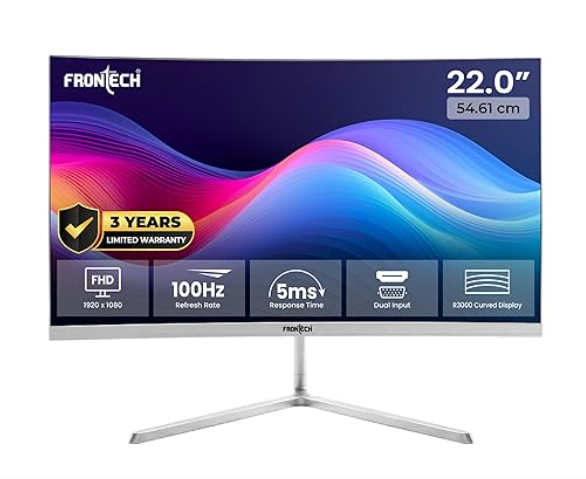 FRONTECH®
22.0”
54.61 cm
3 YEARS
LIMITED WARRANTY
FHD
1920 x 1080
100Hz
Refresh Rate
5ms
Response Time
Dual Input
R3000 Curved Display
FRONTECH